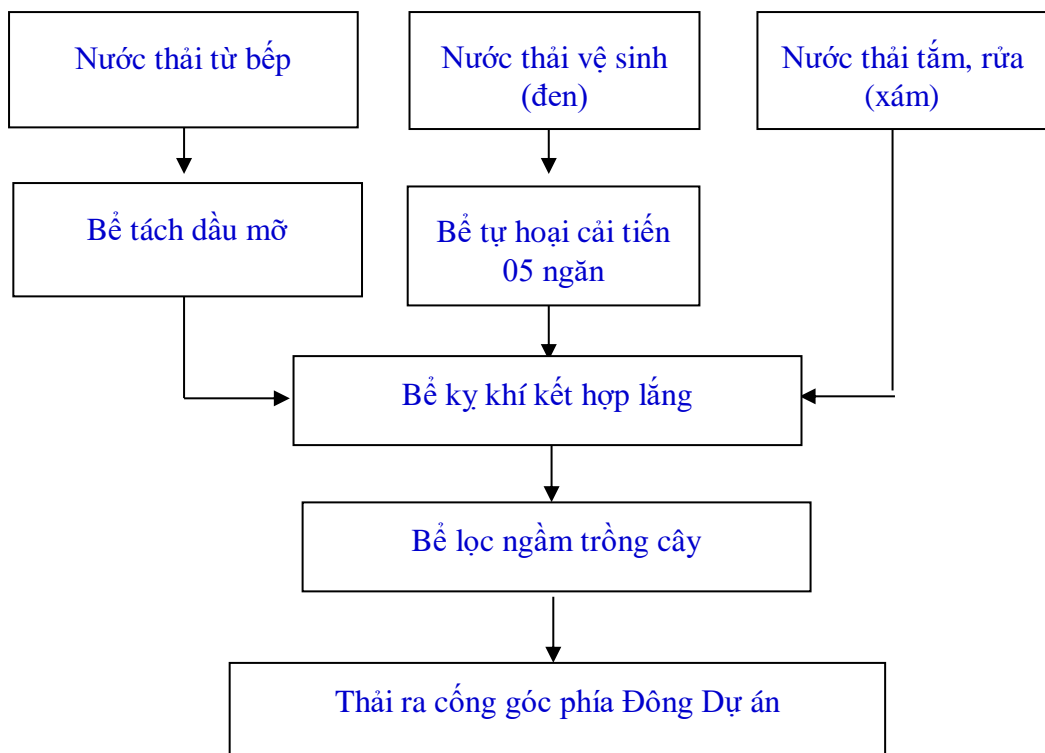 Nước thải từ bếp
Nước thải vệ sinh
(đen)
Nước thải tắm, rửa
(xám)
Bể tách dầu mỡ
Bể tự hoại cải tiến
05 ngăn
Bể kỵ khí kết hợp lắng
Bể lọc ngầm trồng cây
Thải ra cống góc phía Đông Dự án